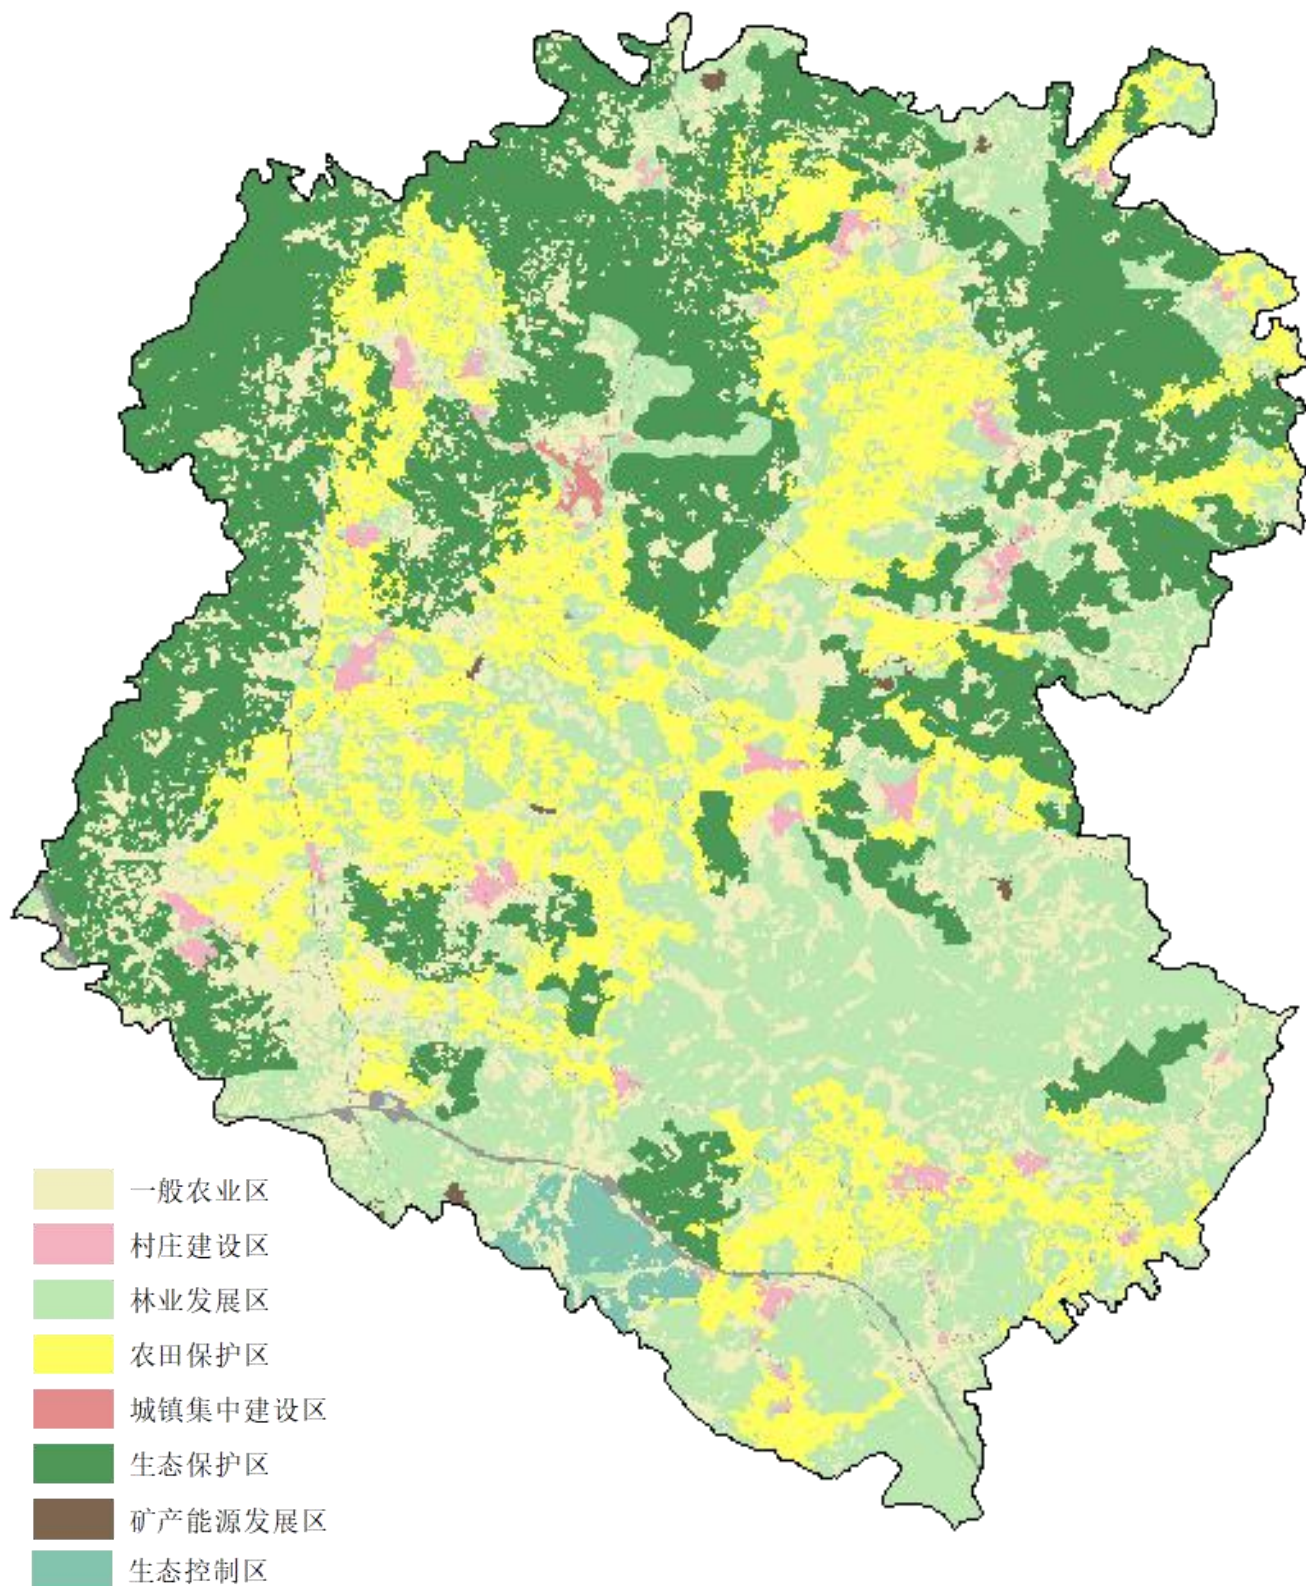 一般农业区
村庄建设区
林业发展区
农田保护区
城镇集中建设区
生态保护区
矿产能源发展区
生态控制区